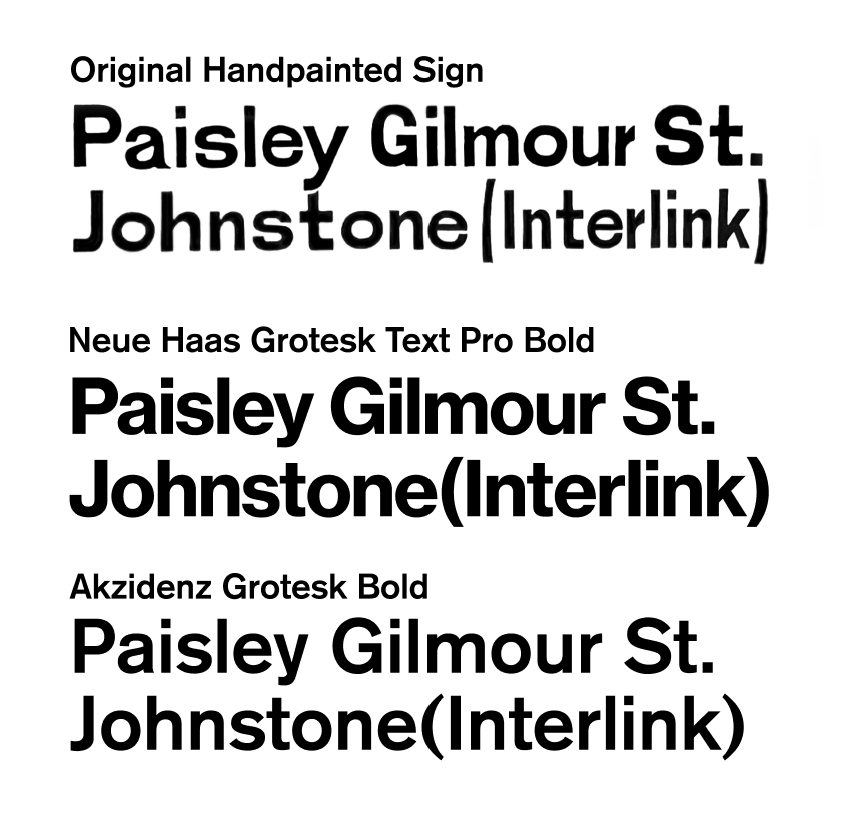 Original Handpainted Sign
Paisley Gilmour St.
Johnstone (Interlink)
Neue Haas Grotesk Text Pro Bold
Paisley Gilmour St.
Johnstone(Interlink)
Akzidenz Grotesk Bold
Paisley Gilmour St.
Johnstone(Interlink)